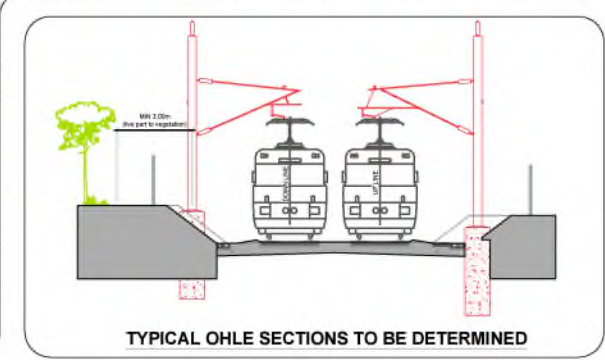 MIN 3.00m
(live part to vegetation)
DOWN LINE
UP LINE
TYPICAL OHLE SECTIONS TO BE DETERMINED